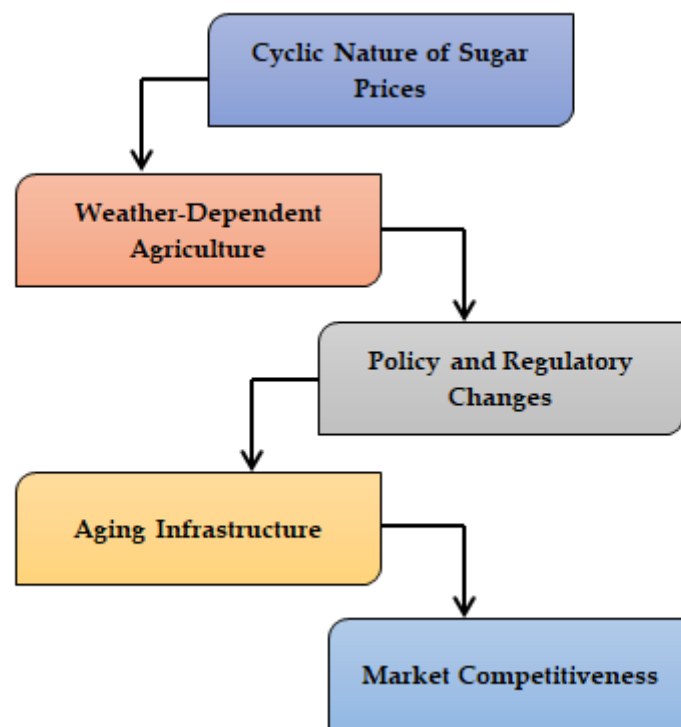 Cyclic Nature of Sugar
Prices
Weather-Dependent
Agriculture
Policy and Regulatory
Changes
Aging Infrastructure
Market Competitiveness